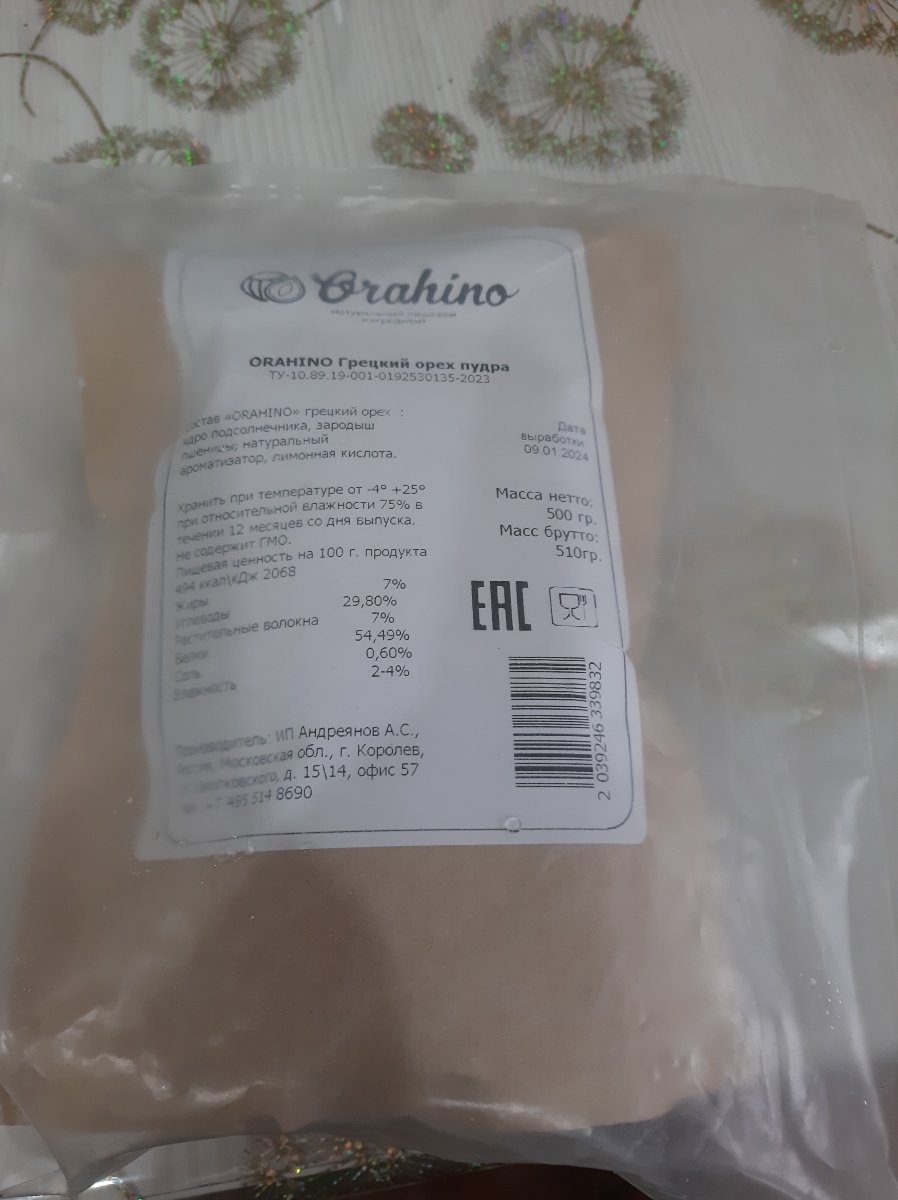 Orahino
Натуральный пищевой
ингредиент
ORAHINO Грецкий орех пудра
ТУ-10.89.19-001-0192530135-2023
Состав «ORAHINO» грецкий орех :
ядро подсолнечника, зародыш
пшеницы; натуральный
ароматизатор, лимонная кислота.
Дата
выработки
09.01.2024
Хранить при температуре от -4° +25°
при относительной влажности 75% в
течении 12 месяцев со дня выпуска.
Не содержит ГМО.
Пищевая ценность на 100 г. продукта
494 ккал\кДж 2068
Жиры 7%
Углеводы 29,80%
Растительные волокна 7%
Белки 54,49%
Соль 0,60%
Влажность 2-4%
Масса нетто:
500 гр.
Масс брутто:
510гр.
EAC
2 039246 339832
Производитель: ИП Андреянов А.С.,
Московская обл., г. Королев,
д. 15\14, офис 57
+7 495 514 8690